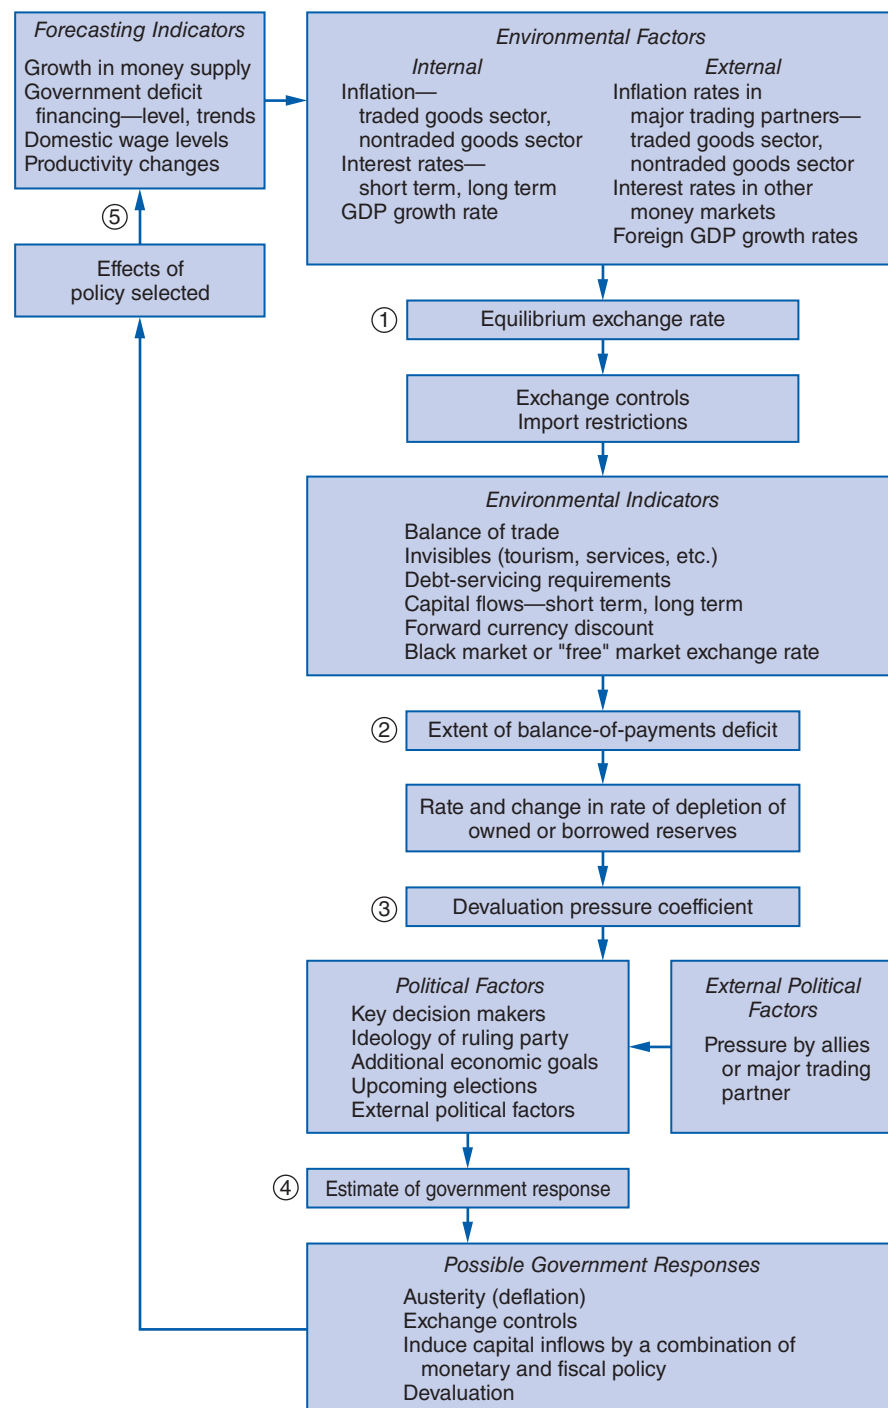 Forecasting Indicators
Growth in money supply
Government deficit
financing—level, trends
Domestic wage levels
Productivity changes
⑤
Effects of
policy selected
Environmental Factors
Internal
Inflation—
traded goods sector,
nontraded goods sector
Interest rates—
short term, long term
GDP growth rate
External
Inflation rates in
major trading partners—
traded goods sector,
nontraded goods sector
Interest rates in other
money markets
Foreign GDP growth rates
① Equilibrium exchange rate
Exchange controls
Import restrictions
Environmental Indicators
Balance of trade
Invisibles (tourism, services, etc.)
Debt-servicing requirements
Capital flows—short term, long term
Forward currency discount
Black market or "free" market exchange rate
② Extent of balance-of-payments deficit
Rate and change in rate of depletion of
owned or borrowed reserves
③ Devaluation pressure coefficient
Political Factors
Key decision makers
Ideology of ruling party
Additional economic goals
Upcoming elections
External political factors
External Political
Factors
Pressure by allies
or major trading
partner
④ Estimate of government response
Possible Government Responses
Austerity (deflation)
Exchange controls
Induce capital inflows by a combination of
monetary and fiscal policy
Devaluation